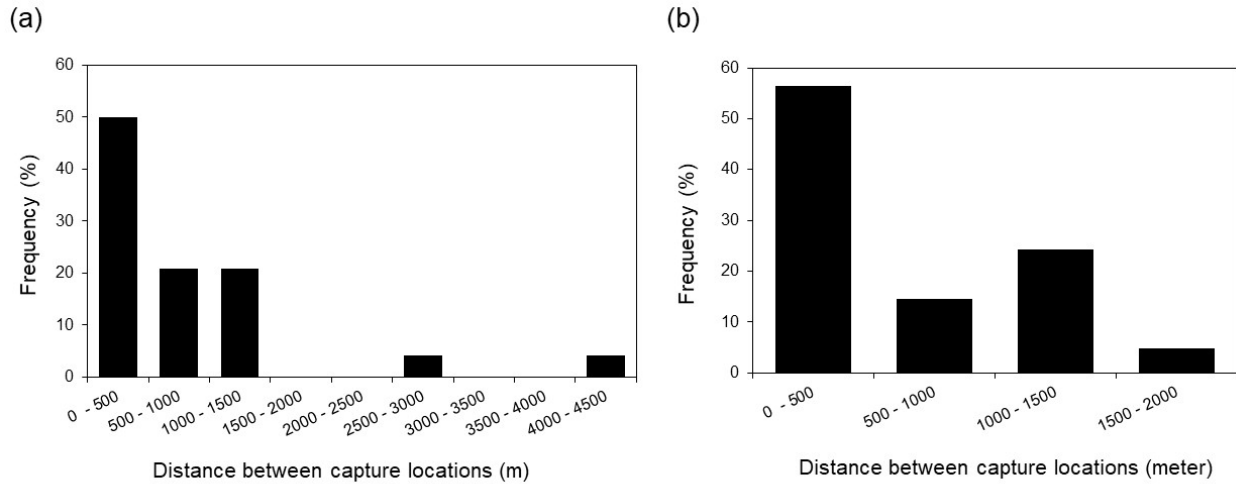 (a)
60
50
40
30
20
10
0
Frequency (%)
0 - 500
500 - 1000
1000 - 1500
1500 - 2000
2000 - 2500
2500 - 3000
3000 - 3500
3500 - 4000
4000 - 4500
Distance between capture locations (m)
(b)
60
50
40
30
20
10
0
Frequency (%)
0 - 500
500 - 1000
1000 - 1500
1500 - 2000
Distance between capture locations (meter)